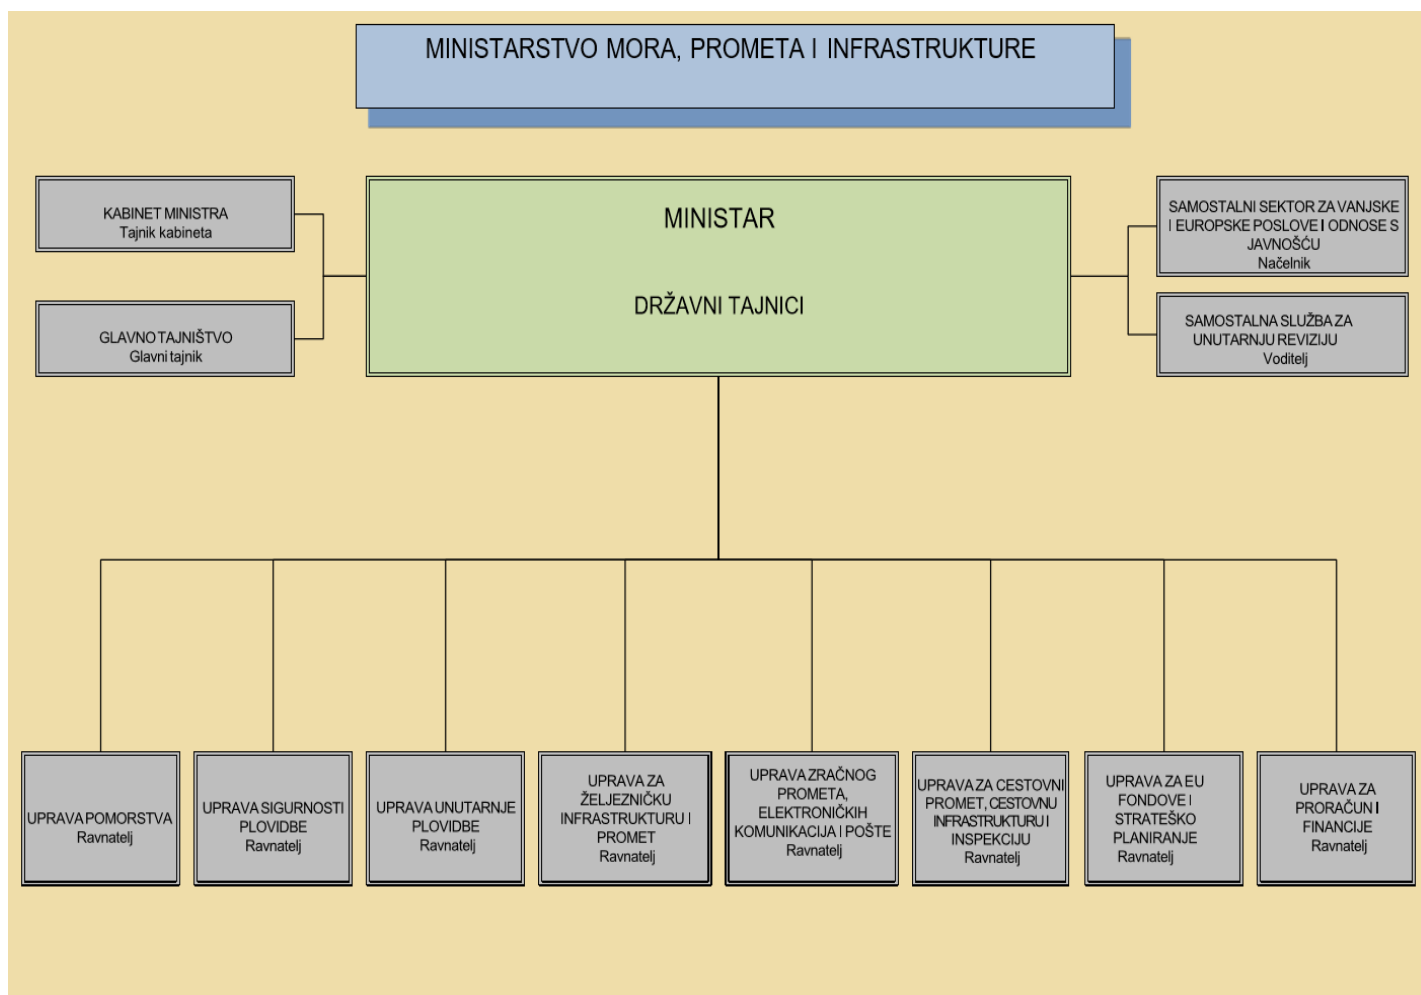 MINISTARSTVO MORA, PROMETA I INFRASTRUKTURE
KABINET MINISTRA
Tajnik kabineta
GLAVNO TAJNIŠTVO
Glavni tajnik
MINISTAR
DRŽAVNI TAJNICI
SAMOSTALNI SEKTOR ZA VANJSKE
I EUROPSKE POSLOVE I ODNOSE S
JAVNOŠĆU
Načelnik
SAMOSTALNA SLUŽBA ZA
UNUTARNJU REVIZIJU
Voditelj
UPRAVA POMORSTVA
Ravnatelj
UPRAVA SIGURNOSTI
PLOVIDBE
Ravnatelj
UPRAVA UNUTARNJE
PLOVIDBE
Ravnatelj
UPRAVA ZA
ŽELJEZNIČKU
INFRASTRUKTURU I
PROMET
Ravnatelj
UPRAVA ZRAČNOG
PROMETA,
ELEKTRONIČKIH
KOMUNIKACIJA I POŠTE
Ravnatelj
UPRAVA ZA CESTOVNI
PROMET, CESTOVNU
INFRASTRUKTURU I
INSPEKCIJU
Ravnatelj
UPRAVA ZA EU
FONDOVE I
STRATEŠKO
PLANIRANJE
Ravnatelj
UPRAVA ZA
PRORAČUN I
FINANCIJE
Ravnatelj